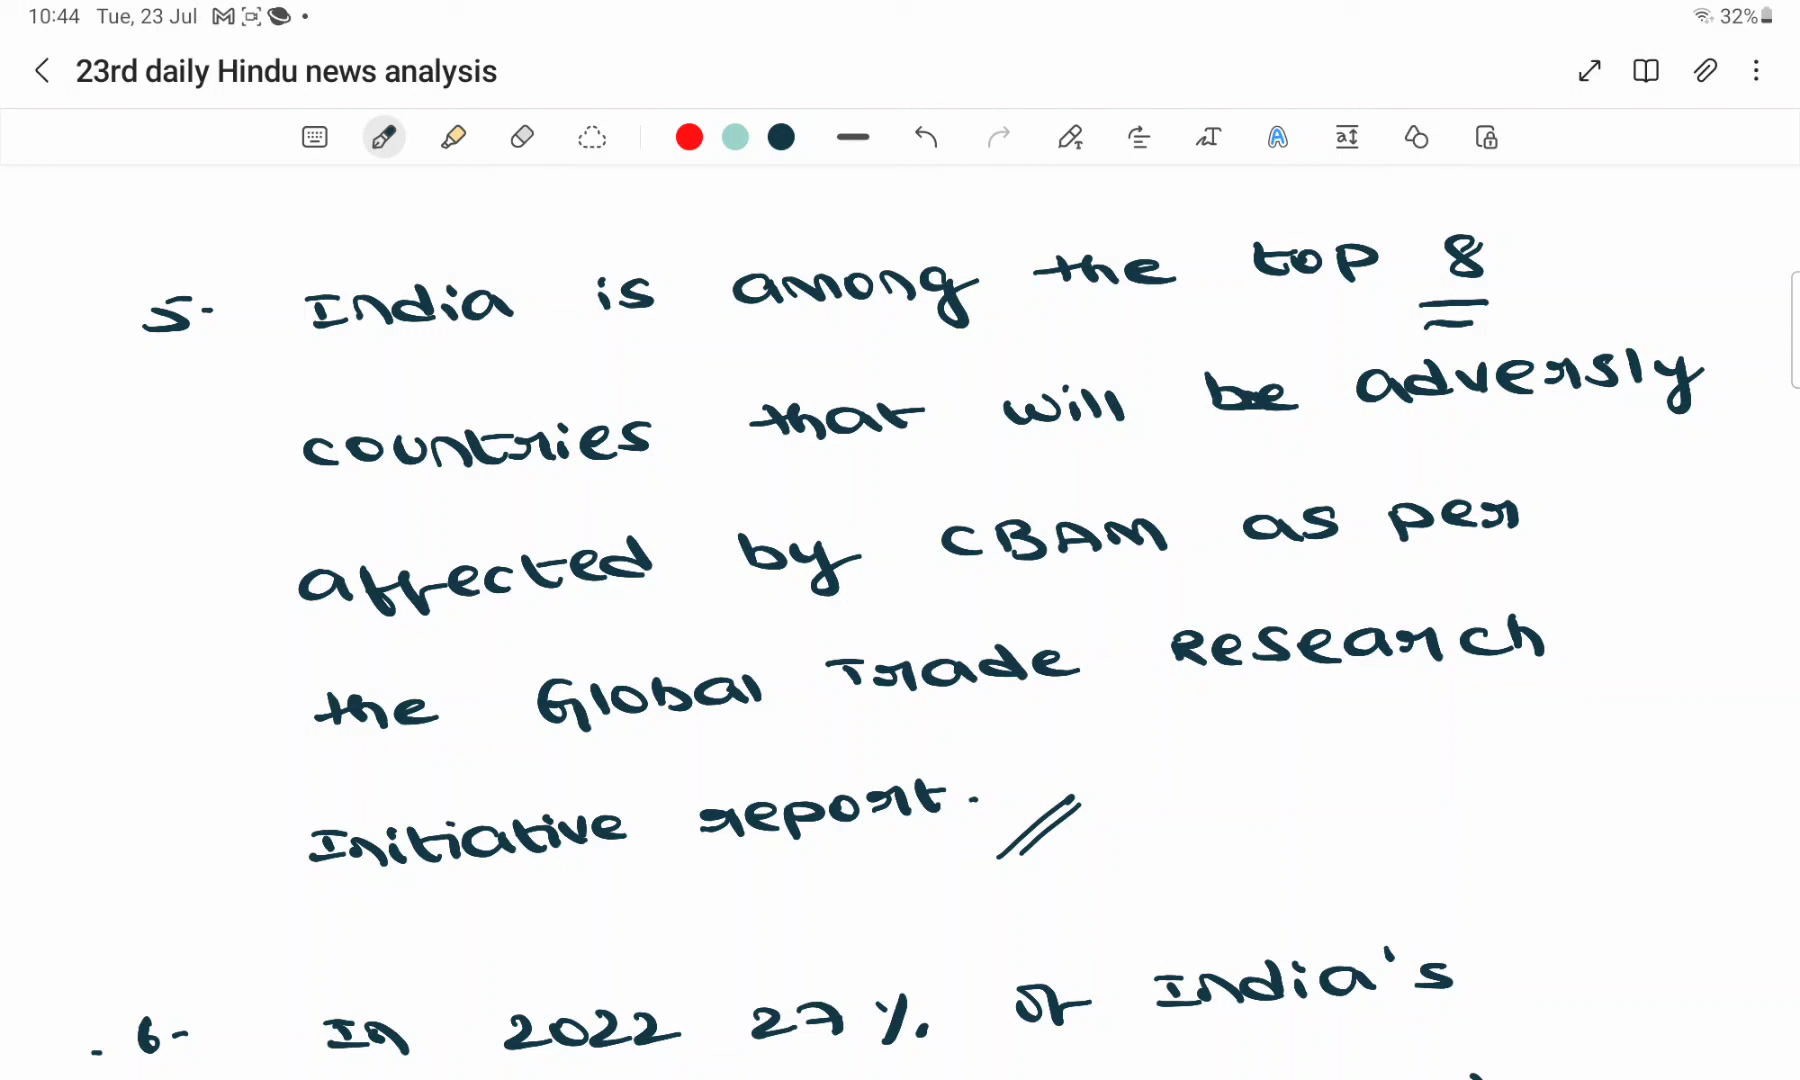 10:44 Tue, 23 Jul 32%
23rd daily Hindu news analysis
5- India is among the top 8
countries that will be adversly
affected by CBAM as per
the Global Trade Research
Initiative report.
6- In 2022 27% of India's